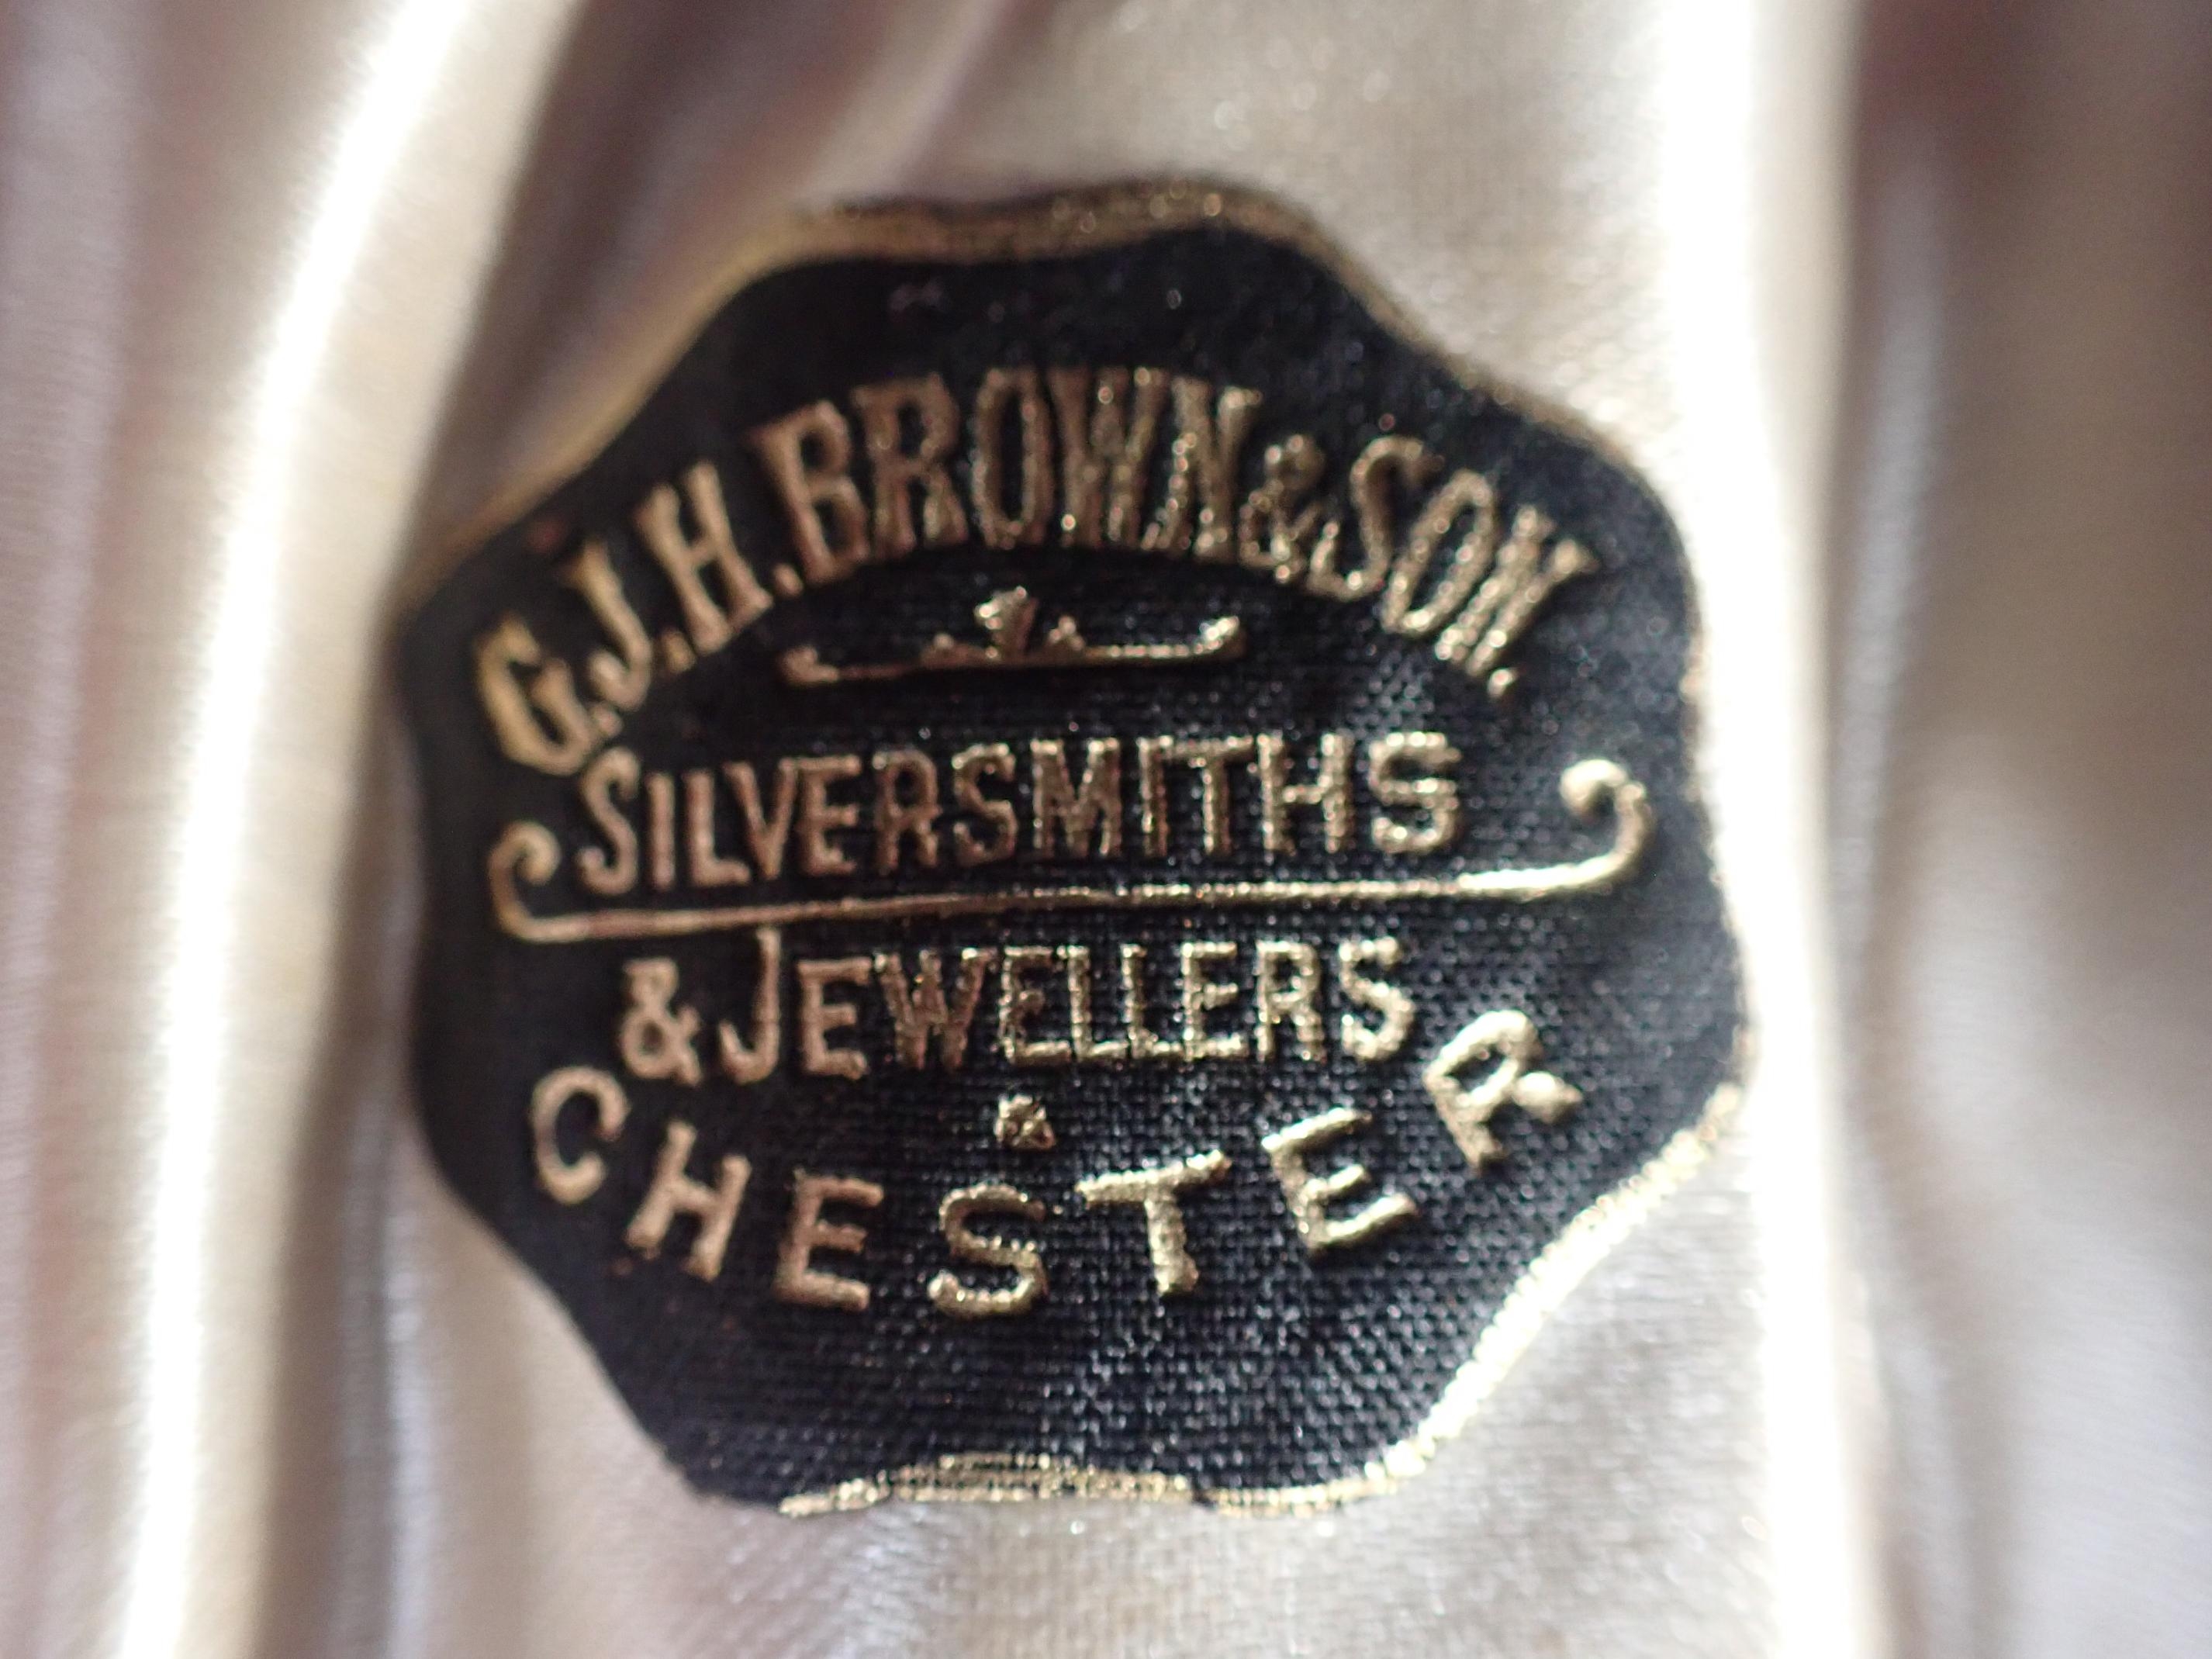 G.J.H. BROWN & SON.
SILVERSMITHS
& JEWELLERS
CHESTER